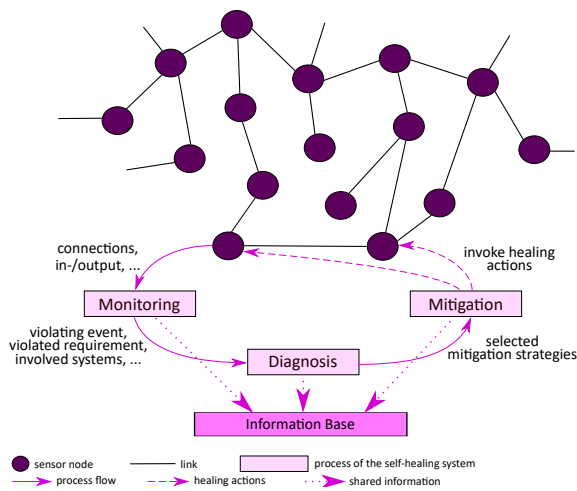 connections,
in-/output, ...
invoke healing
actions
Monitoring
Mitigation
violating event,
violated requirement,
involved systems, ...
Diagnosis
selected
mitigation strategies
Information Base
sensor node
link
process of the self-healing system
process flow
healing actions
shared information